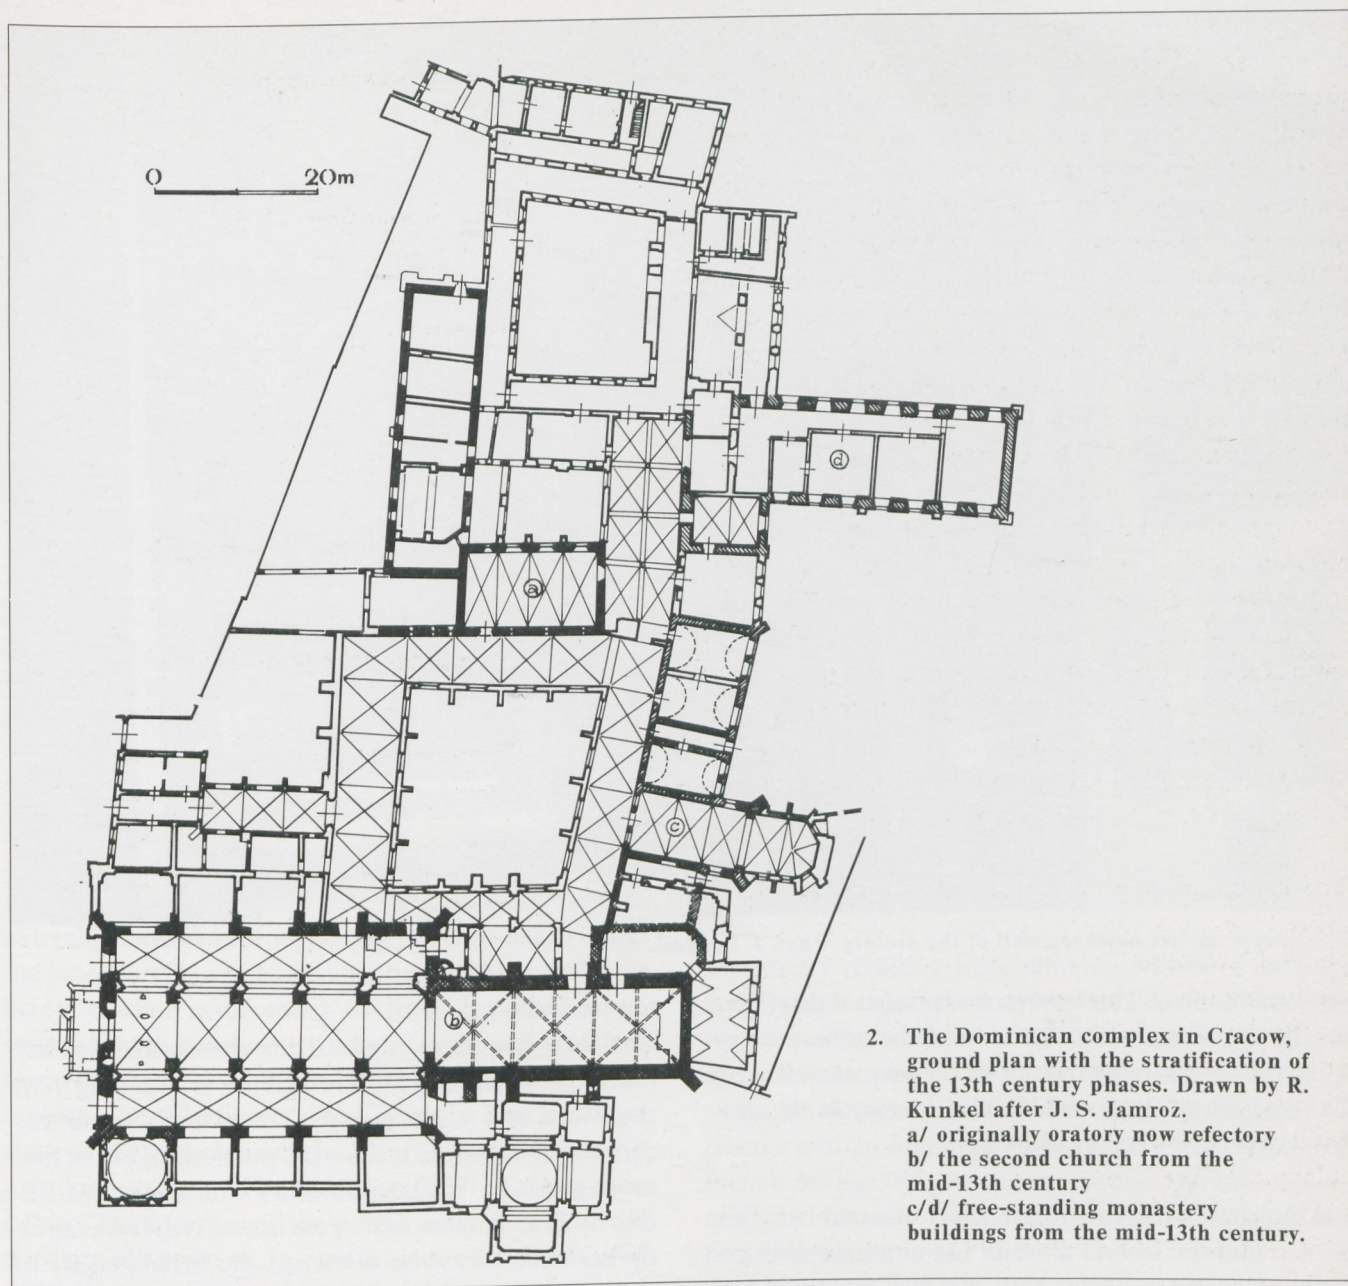 0 20m
d
a
c
b
2. The Dominican complex in Cracow,
ground plan with the stratification of
the 13th century phases. Drawn by R.
Kunkel after J. S. Jamroz.
a/ originally oratory now refectory
b/ the second church from the
mid-13th century
c/d/ free-standing monastery
buildings from the mid-13th century.